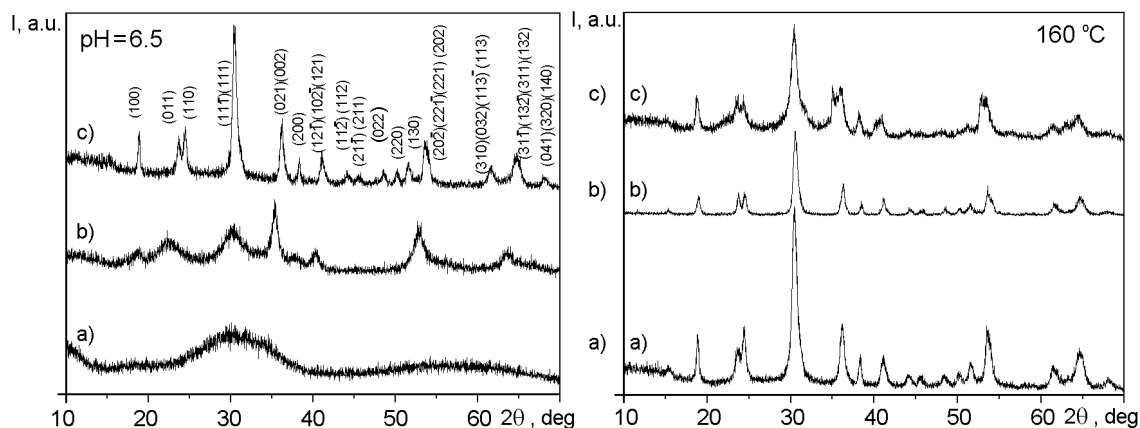 I, a.u.
pH=6.5
c)
(100)
(011)
(110)
(111̄)(111)
(021)(002)
(200)
(121̄)(102̄)(121)
(112̄) (112)
(211̄) (211)
(022)
(220)
(130)
(202)(221̄)(221) (202)
(310)(032)(113̄) (113)
(311̄)(132̄)(311)(132)
(041)(320)(140)
b)
a)
10 20 30 40 50 60 2θ , deg
I, a.u.
160 °C
c) c)
b) b)
a) a)
10 20 30 40 50 60 2θ , deg 70